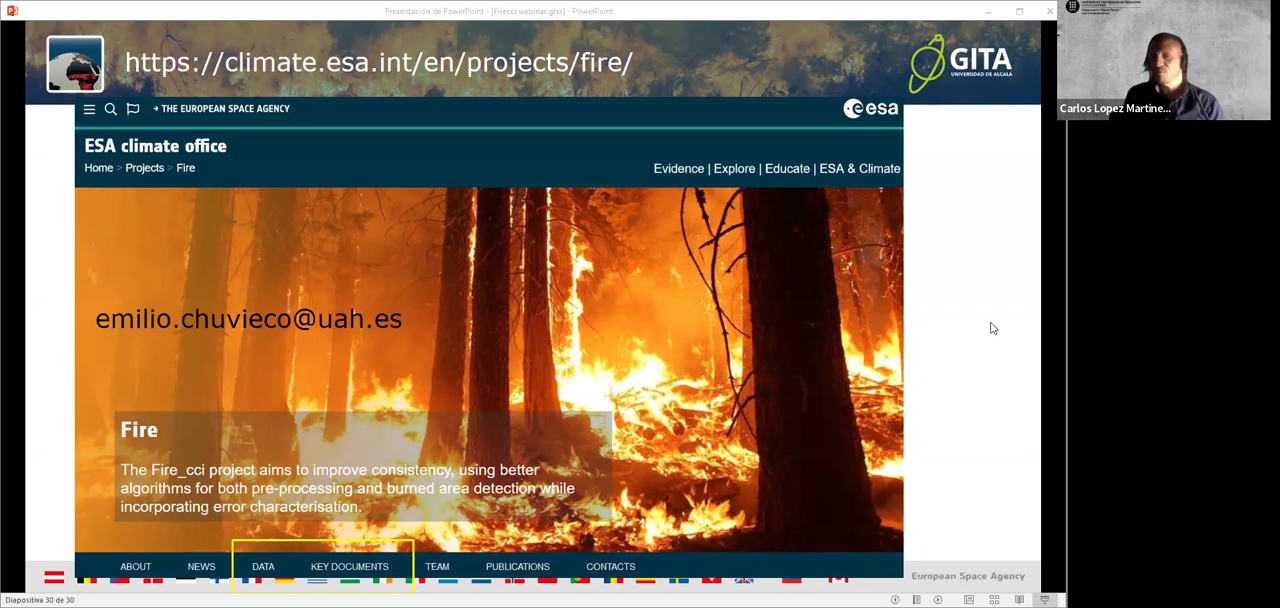 Presentación de PowerPoint - [Firecci webinar grss] - PowerPoint
https://climate.esa.int/en/projects/fire/
GITA
UNIVERSIDAD DE ALCALÁ
→ THE EUROPEAN SPACE AGENCY
esa
ESA climate office
Home > Projects > Fire
Evidence | Explore | Educate | ESA & Climate
emilio.chuvieco@uah.es
Fire
The Fire_cci project aims to improve consistency, using better
algorithms for both pre-processing and burned area detection while
incorporating error characterisation.
ABOUT NEWS DATA KEY DOCUMENTS TEAM PUBLICATIONS CONTACTS
European Space Agency
Diapositiva 30 de 30
Carlos Lopez Martine...